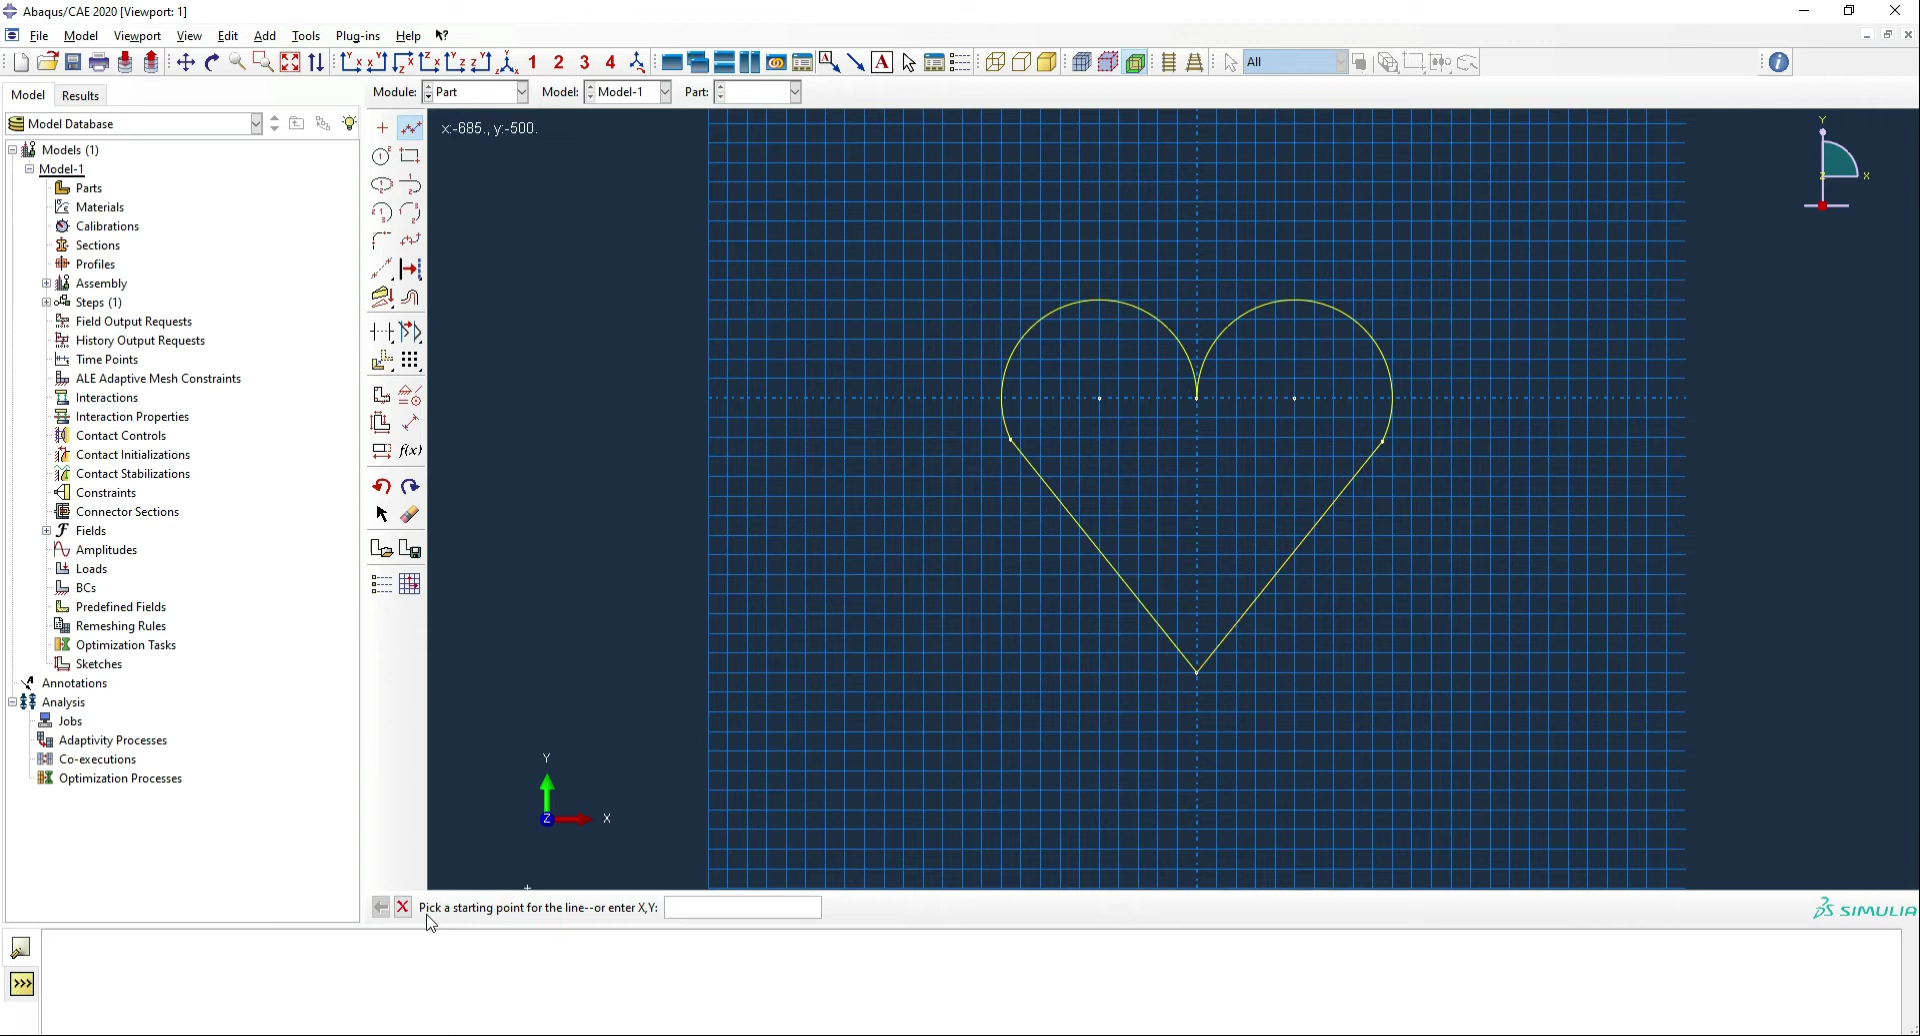 Abaqus/CAE 2020 [Viewport: 1]
File Model Viewport View Edit Add Tools Plug-ins Help
1 2 3 4 A All
Model Results
Module: Part Model: Model-1 Part:
Model Database
x:-685., y:-500.
Models (1)
Model-1
Parts
Materials
Calibrations
Sections
Profiles
Assembly
Steps (1)
Field Output Requests
History Output Requests
Time Points
ALE Adaptive Mesh Constraints
Interactions
Interaction Properties
Contact Controls
Contact Initializations
Contact Stabilizations
Constraints
Connector Sections
Fields
Amplitudes
Loads
BCs
Predefined Fields
Remeshing Rules
Optimization Tasks
Sketches
Annotations
Analysis
Jobs
Adaptivity Processes
Co-executions
Optimization Processes
f(x)
Y
X
Z
Y
X
Z
Pick a starting point for the line--or enter X,Y:
SIMULIA
>>>